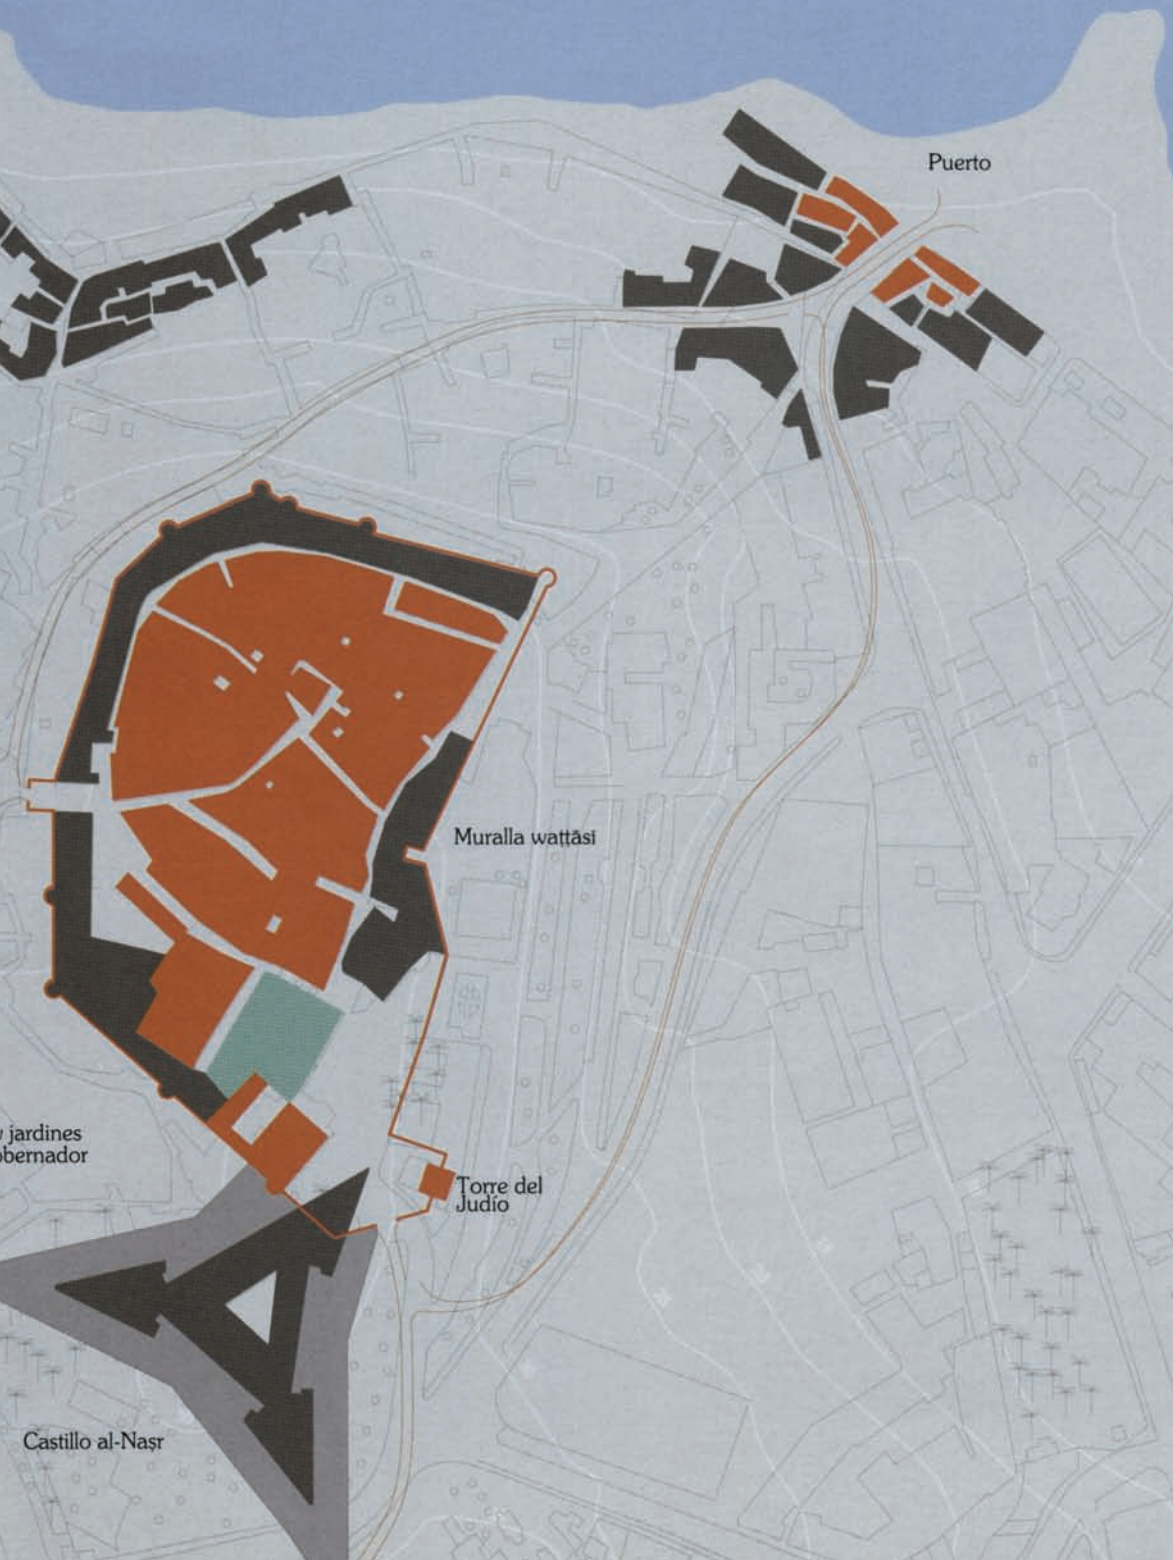 Puerto
Muralla waṭṭāsí
y jardines
obernador
Torre del
Judío
Castillo al-Naṣr